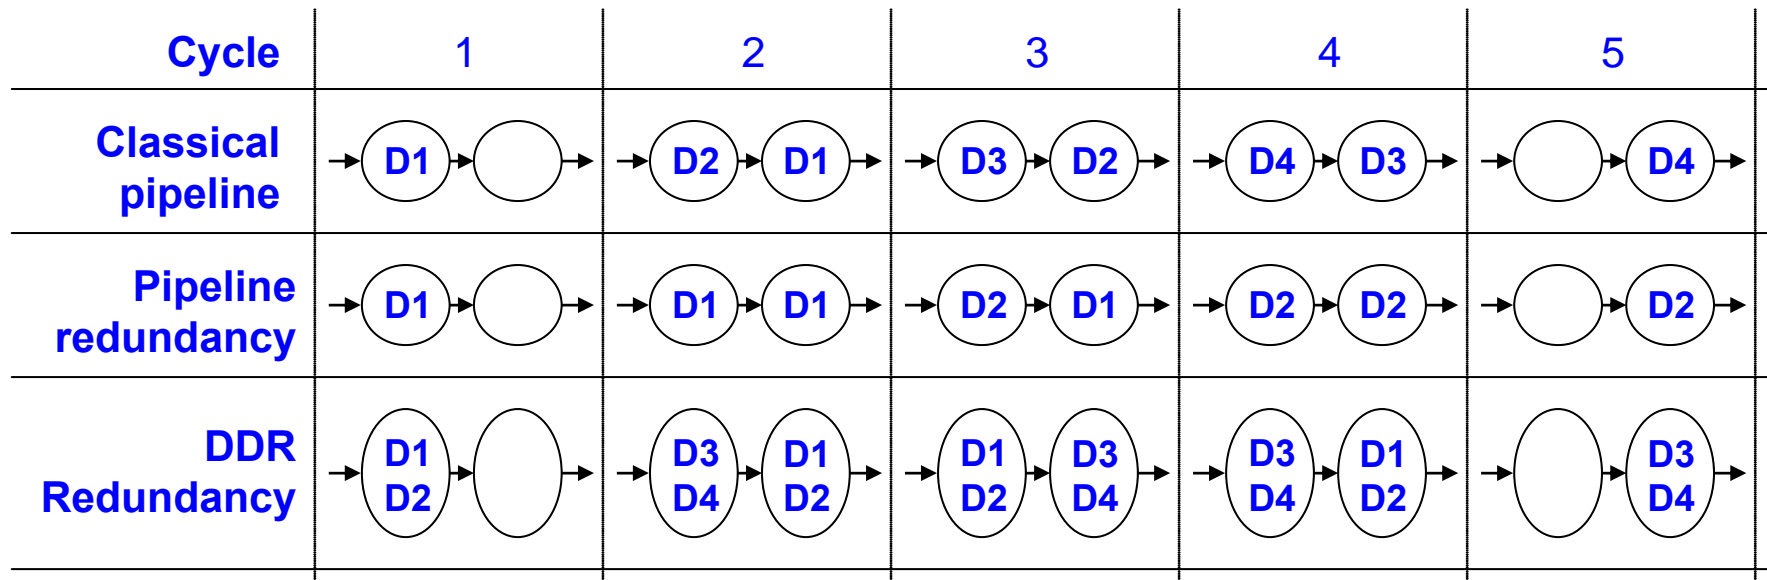 Cycle 1 2 3 4 5
Classical
pipeline
D1 D2 D1 D3 D2 D4 D3 D4
Pipeline
redundancy
D1 D1 D1 D2 D1 D2 D2 D2
DDR
Redundancy
D1 D3 D1 D1 D3 D3 D1 D3
D2 D4 D2 D2 D4 D4 D2 D4